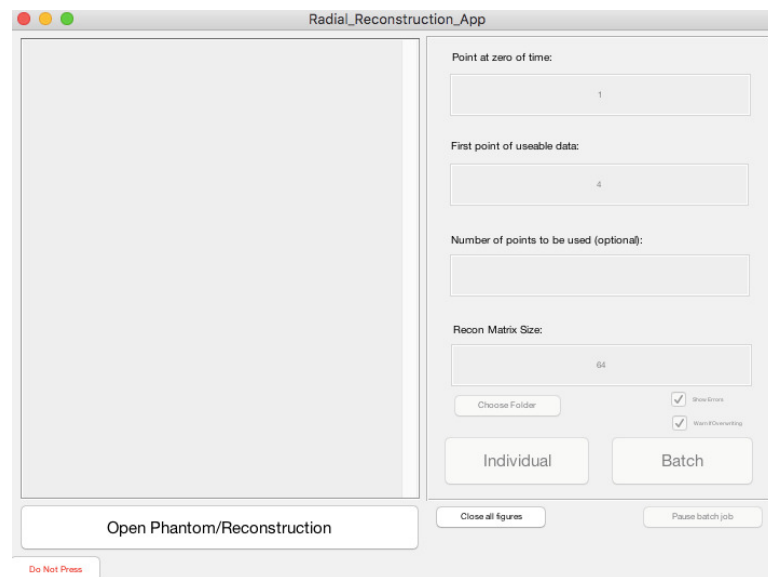 Radial_Reconstruction_App
Point at zero of time:
1
First point of useable data:
4
Number of points to be used (optional):
Recon Matrix Size:
64
Choose Folder
Show Errors
Warn if Overwriting
Individual
Batch
Open Phantom/Reconstruction
Close all figures
Pause batch job
Do Not Press